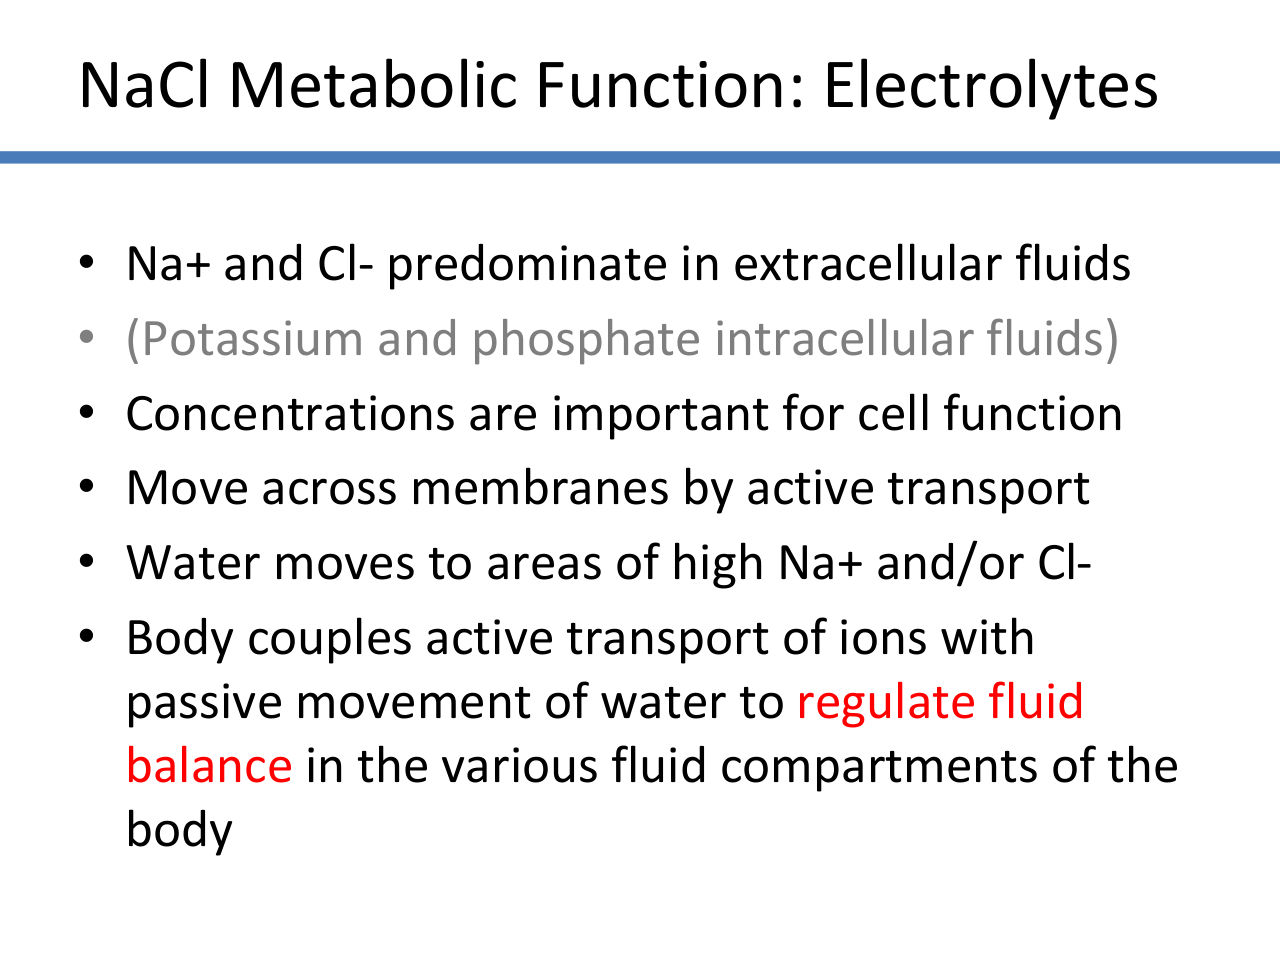 NaCl Metabolic Function: Electrolytes
• Na+ and Cl- predominate in extracellular fluids
• (Potassium and phosphate intracellular fluids)
• Concentrations are important for cell function
• Move across membranes by active transport
• Water moves to areas of high Na+ and/or Cl-
• Body couples active transport of ions with
passive movement of water to regulate fluid
balance in the various fluid compartments of the
body